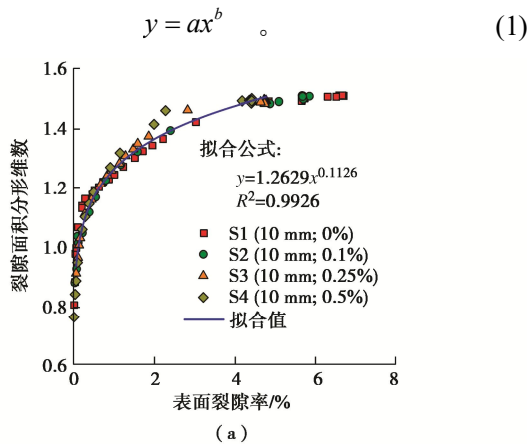 y=ax^b 。 (1)
1.6
1.4
1.2
1.0
0.8
0.6
裂隙面积分形维数
拟合公式:
y=1.2629x^0.1126
R²=0.9926
S1 (10 mm; 0%)
S2 (10 mm; 0.1%)
S3 (10 mm; 0.25%)
S4 (10 mm; 0.5%)
拟合值
0 2 4 6 8
表面裂隙率/%
(a)